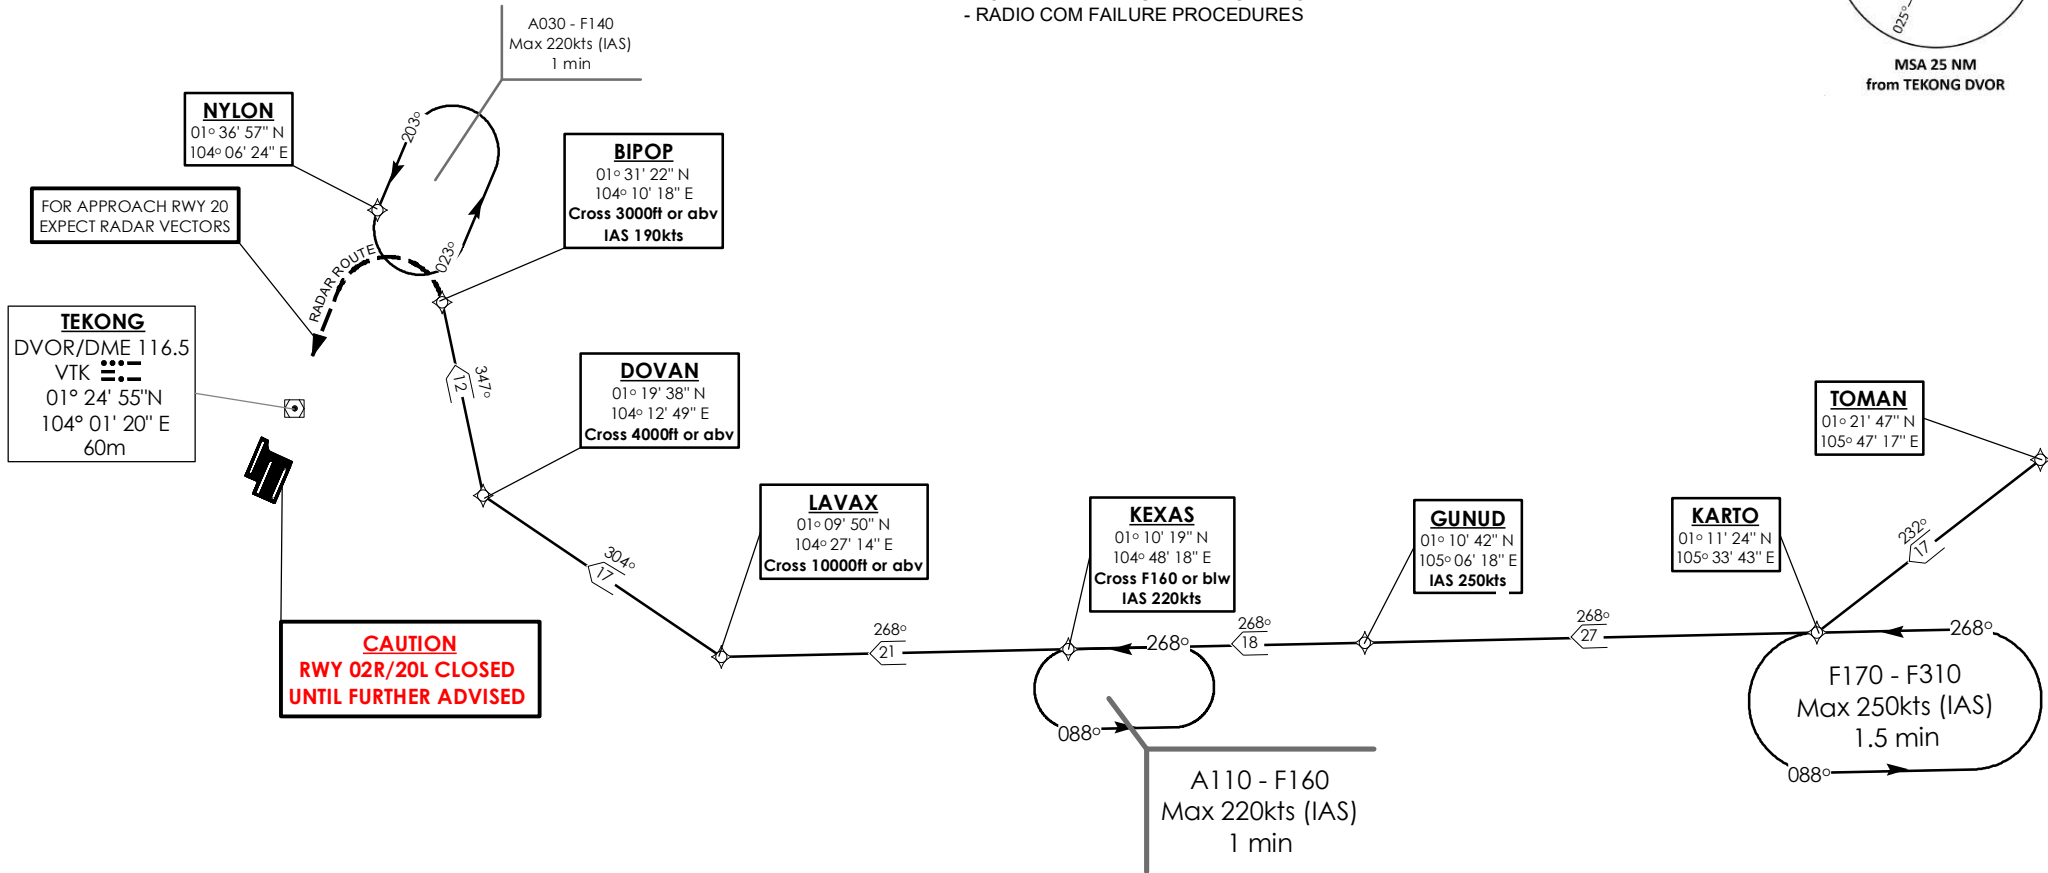 - RADIO COM FAILURE PROCEDURES
025°
MSA 25 NM
from TEKONG DVOR
A030 - F140
Max 220kts (IAS)
1 min
NYLON
01° 36' 57" N
104° 06' 24" E
203°
023°
BIPOP
01° 31' 22" N
104° 10' 18" E
Cross 3000ft or abv
IAS 190kts
FOR APPROACH RWY 20
EXPECT RADAR VECTORS
RADAR ROUTE
TEKONG
DVOR/DME 116.5
VTK
01° 24' 55"N
104° 01' 20" E
60m
347°
12
DOVAN
01° 19' 38" N
104° 12' 49" E
Cross 4000ft or abv
304°
17
LAVAX
01° 09' 50" N
104° 27' 14" E
Cross 10000ft or abv
KEXAS
01° 10' 19" N
104° 48' 18" E
Cross F160 or blw
IAS 220kts
GUNUD
01° 10' 42" N
105° 06' 18" E
IAS 250kts
KARTO
01° 11' 24" N
105° 33' 43" E
TOMAN
01° 21' 47" N
105° 47' 17" E
232°
17
268°
21
268°
268°
18
268°
27
268°
088°
088°
F170 - F310
Max 250kts (IAS)
1.5 min
A110 - F160
Max 220kts (IAS)
1 min
CAUTION
RWY 02R/20L CLOSED
UNTIL FURTHER ADVISED